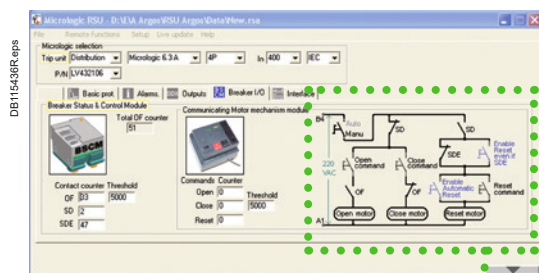 DB115436R.eps
Micrologic RSU - D:\E\A Argos\RSU Argos\Data\New.rsa
File Remote functions Setup Live update Help
Micrologic selection
Trip unit Distribution Micrologic 6.3 A 4P In 400 IEC
P/N LV432106
Basic prot. Alarms. Outputs Breaker I/O Interface
Breaker Status & Control Module
Total OF counter
51
BSCM
Contact counter Threshold
OF 03 5000
SD 2
SDE 47
Communicating Motor mechanism module
Commands Counter
Open 0 Threshold
Close 0 5000
Reset 0
B4
Auto
Manu
SD
SD
220
VAC
Open
command
Close
command
SDE
Enable
Reset
even if
SDE
Enable
Automatic
Reset
Reset
command
OF
OF
A1
Open motor Close motor Reset motor